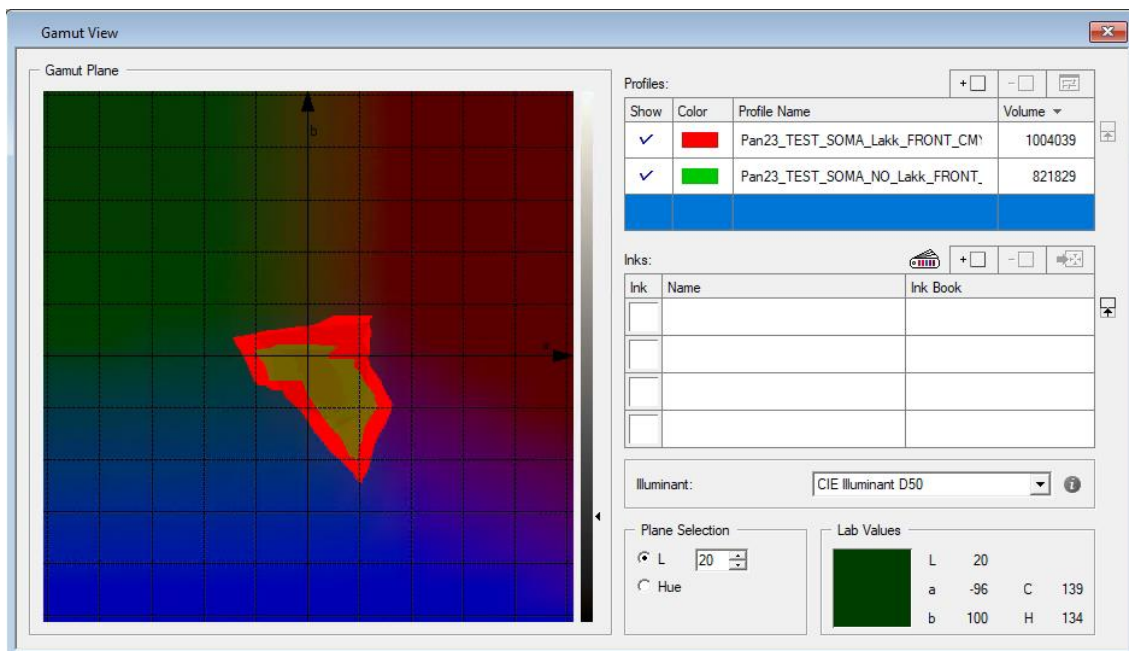 Gamut View
Gamut Plane
b
a
Profiles:
+
-
Show Color Profile Name Volume
Pan23_TEST_SOMA_Lakk_FRONT_CMY 1004039
Pan23_TEST_SOMA_NO_Lakk_FRONT_ 821829
Inks:
+
-
Ink Name Ink Book
Illuminant: CIE Illuminant D50
Plane Selection
L 20
Hue
Lab Values
L 20
a -96 C 139
b 100 H 134